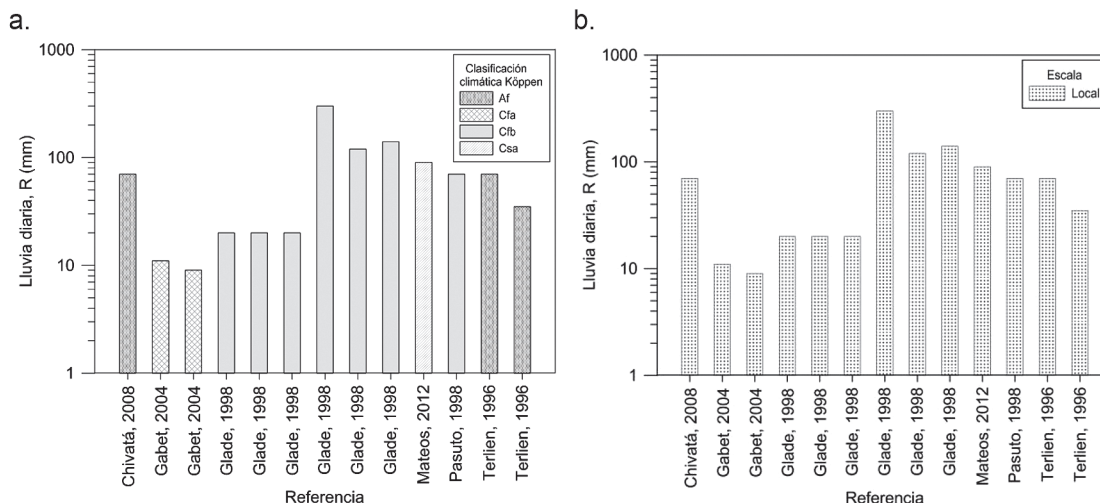 a.
1000
100
10
1
Lluvia diaria, R (mm)
Clasificación
climática Köppen
Af
Cfa
Cfb
Csa
Chivatá, 2008
Gabet, 2004
Gabet, 2004
Glade, 1998
Glade, 1998
Glade, 1998
Glade, 1998
Glade, 1998
Glade, 1998
Mateos, 2012
Pasuto, 1998
Terlien, 1996
Terlien, 1996
Referencia
b.
1000
100
10
1
Lluvia diaria, R (mm)
Escala
Local
Chivatá, 2008
Gabet, 2004
Gabet, 2004
Glade, 1998
Glade, 1998
Glade, 1998
Glade, 1998
Glade, 1998
Glade, 1998
Mateos, 2012
Pasuto, 1998
Terlien, 1996
Terlien, 1996
Referencia